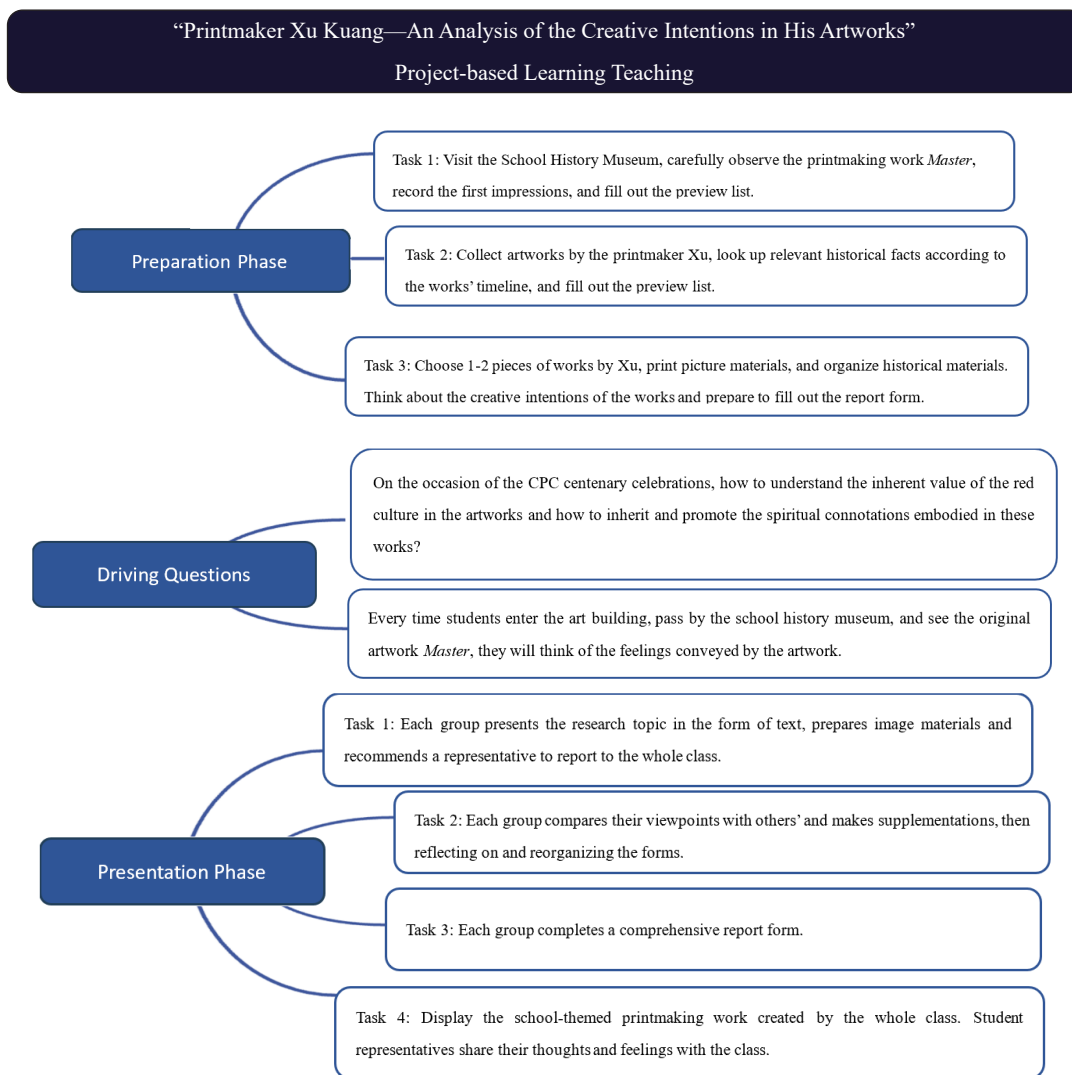 “Printmaker Xu Kuang—An Analysis of the Creative Intentions in His Artworks”
Project-based Learning Teaching
Task 1: Visit the School History Museum, carefully observe the printmaking work Master,
record the first impressions, and fill out the preview list.
Preparation Phase
Task 2: Collect artworks by the printmaker Xu, look up relevant historical facts according to
the works’ timeline, and fill out the preview list.
Task 3: Choose 1-2 pieces of works by Xu, print picture materials, and organize historical materials.
Think about the creative intentions of the works and prepare to fill out the report form.
On the occasion of the CPC centenary celebrations, how to understand the inherent value of the red
culture in the artworks and how to inherit and promote the spiritual connotations embodied in these
works?
Driving Questions
Every time students enter the art building, pass by the school history museum, and see the original
artwork Master, they will think of the feelings conveyed by the artwork.
Task 1: Each group presents the research topic in the form of text, prepares image materials and
recommends a representative to report to the whole class.
Task 2: Each group compares their viewpoints with others’ and makes supplementations, then
reflecting on and reorganizing the forms.
Presentation Phase
Task 3: Each group completes a comprehensive report form.
Task 4: Display the school-themed printmaking work created by the whole class. Student
representatives share their thoughts and feelings with the class.